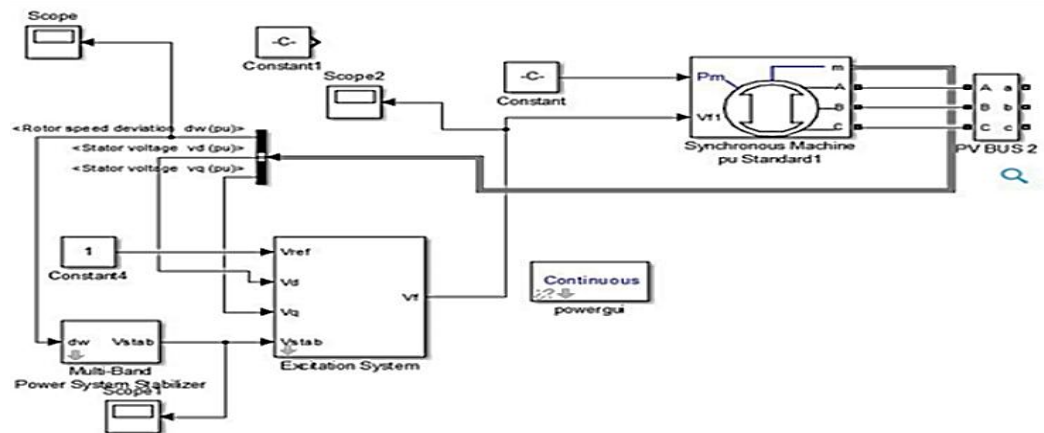 Scope
-C-
Constant1
Scope2
-C-
Constant
Pm
m
A
B
C
Vf1
Synchronous Machine
pu Standard1
A a
B b
C c
PV BUS 2
<Rotor speed deviation dw (pu)>
<Stator voltage vd (pu)>
<Stator voltage vq (pu)>
1
Constant4
Vref
Vd
Vq
Vstab
Vf
Excitation System
Continuous
powergui
dw Vstab
Multi-Band
Power System Stabilizer
Scope1